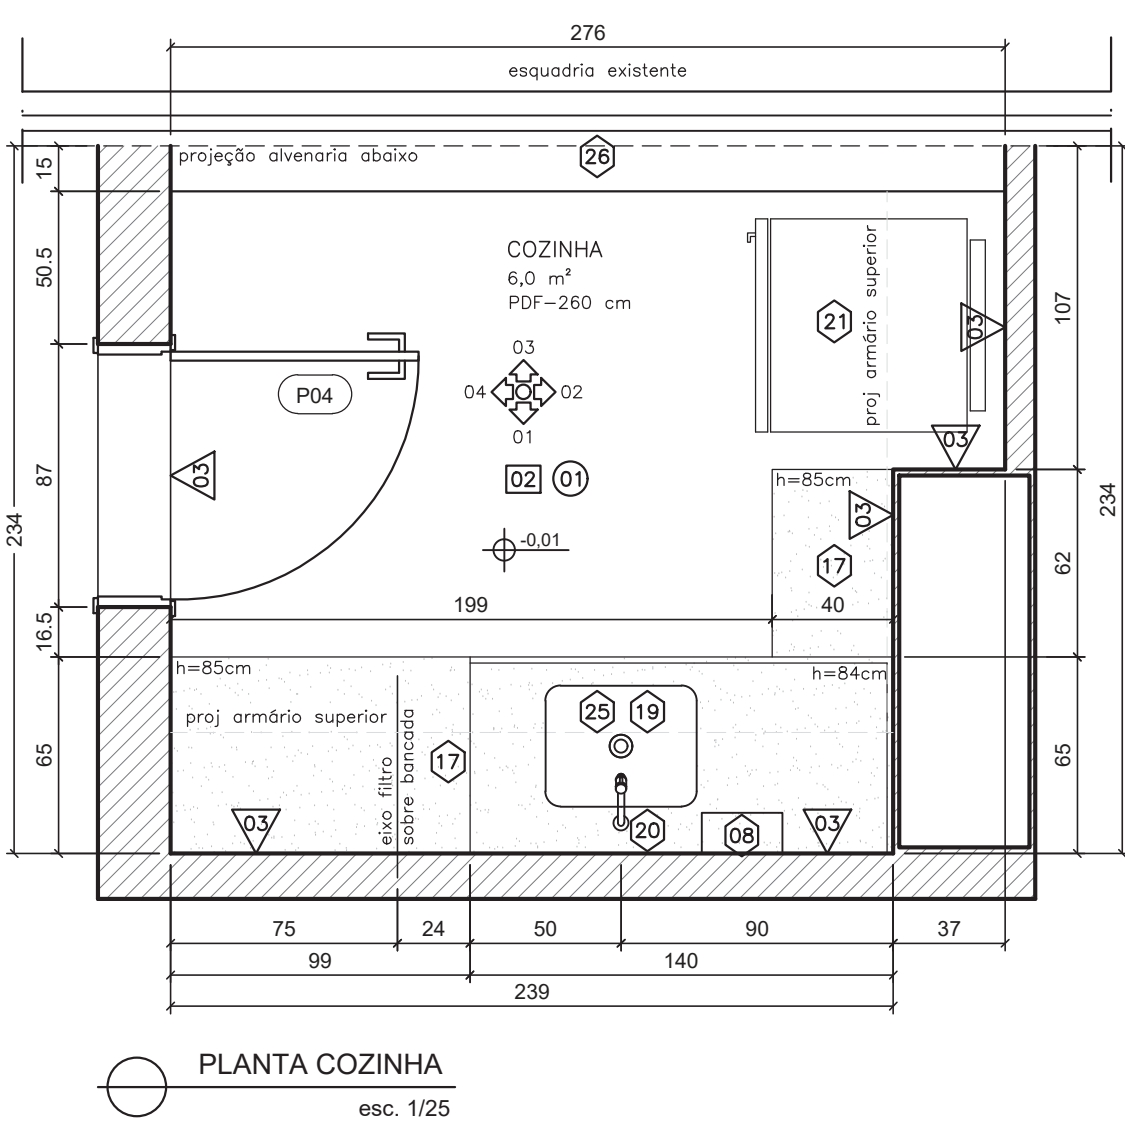 276
esquadria existente
projeção alvenaria abaixo
26
15
50.5
87
16.5
65
234
COZINHA
6,0 m²
PDF-260 cm
proj armário superior
21
03
107
62
65
234
P04
03
04
02
01
03
03
02
01
h=85cm
03
-0,01
17
199
40
h=85cm
h=84cm
proj armário superior
25
19
eixo filtro
sobre bancada
17
03
20
08
03
75
24
50
90
37
99
140
239
PLANTA COZINHA
esc. 1/25